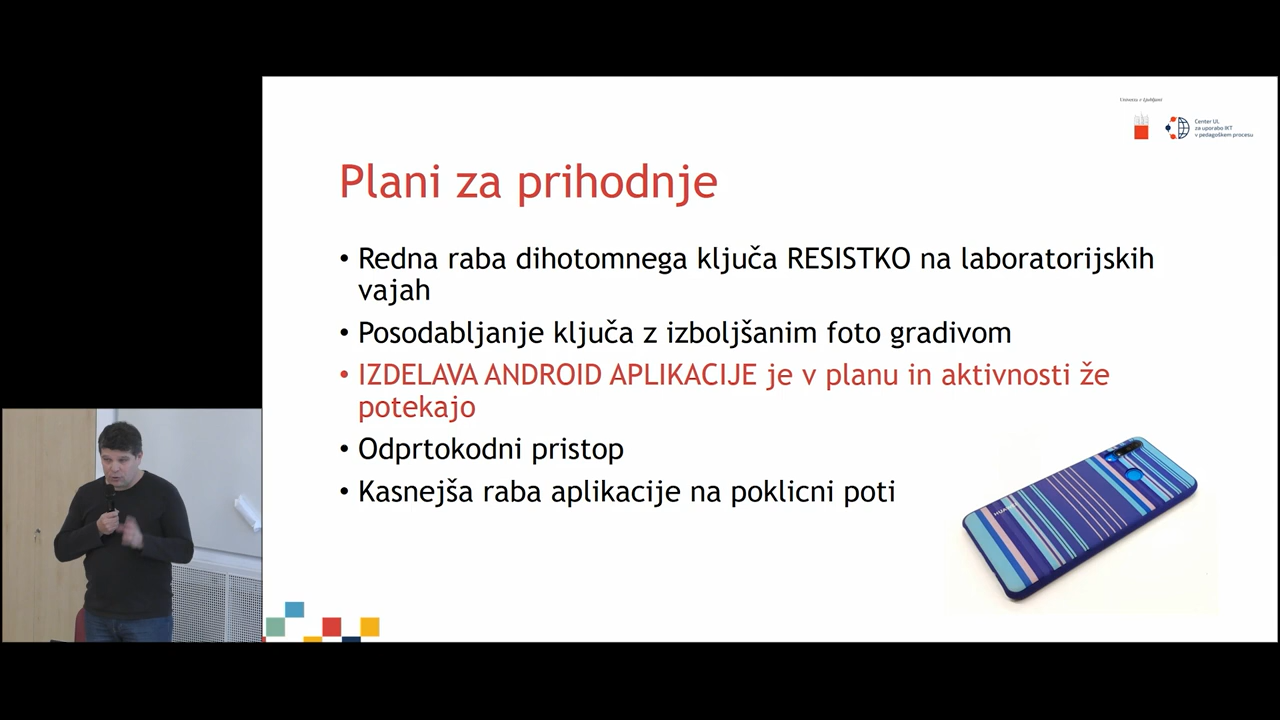 Univerza v Ljubljani
Center UL
za uporabo IKT
v pedagoškem procesu
Plani za prihodnje
• Redna raba dihotomnega ključa RESISTKO na laboratorijskih
vajah
• Posodabljanje ključa z izboljšanim foto gradivom
• IZDELAVA ANDROID APLIKACIJE je v planu in aktivnosti že
potekajo
• Odprtokodni pristop
• Kasnejša raba aplikacije na poklicni poti
HUAWEI